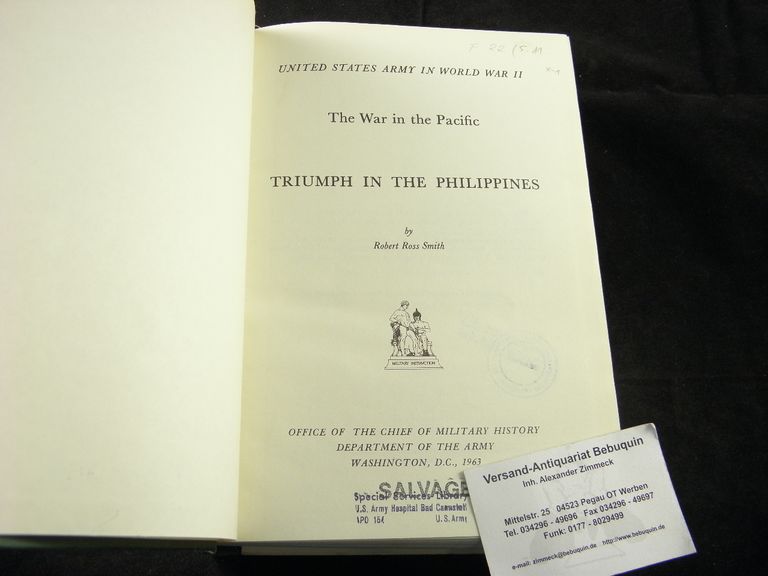 F 22 (5.11
UNITED STATES ARMY IN WORLD WAR II
The War in the Pacific
TRIUMPH IN THE PHILIPPINES
by
Robert Ross Smith
MILITARY INSTRUCTION
OFFICE OF THE CHIEF OF MILITARY HISTORY
DEPARTMENT OF THE ARMY
WASHINGTON, D.C., 1963
SALVAGE
Special Services Library
U.S. Army Hospital Bad Cannstatt
APO 154 U.S. Army
Versand-Antiquariat Bebuquin
Inh. Alexander Zimmeck
Mittelstr. 25 04523 Pegau OT Werben
Tel. 034296 - 49696 Fax 034296 - 49697
Funk: 0177 - 8029499
e-mail: zimmeck@bebuquin.de http://www.bebuquin.de